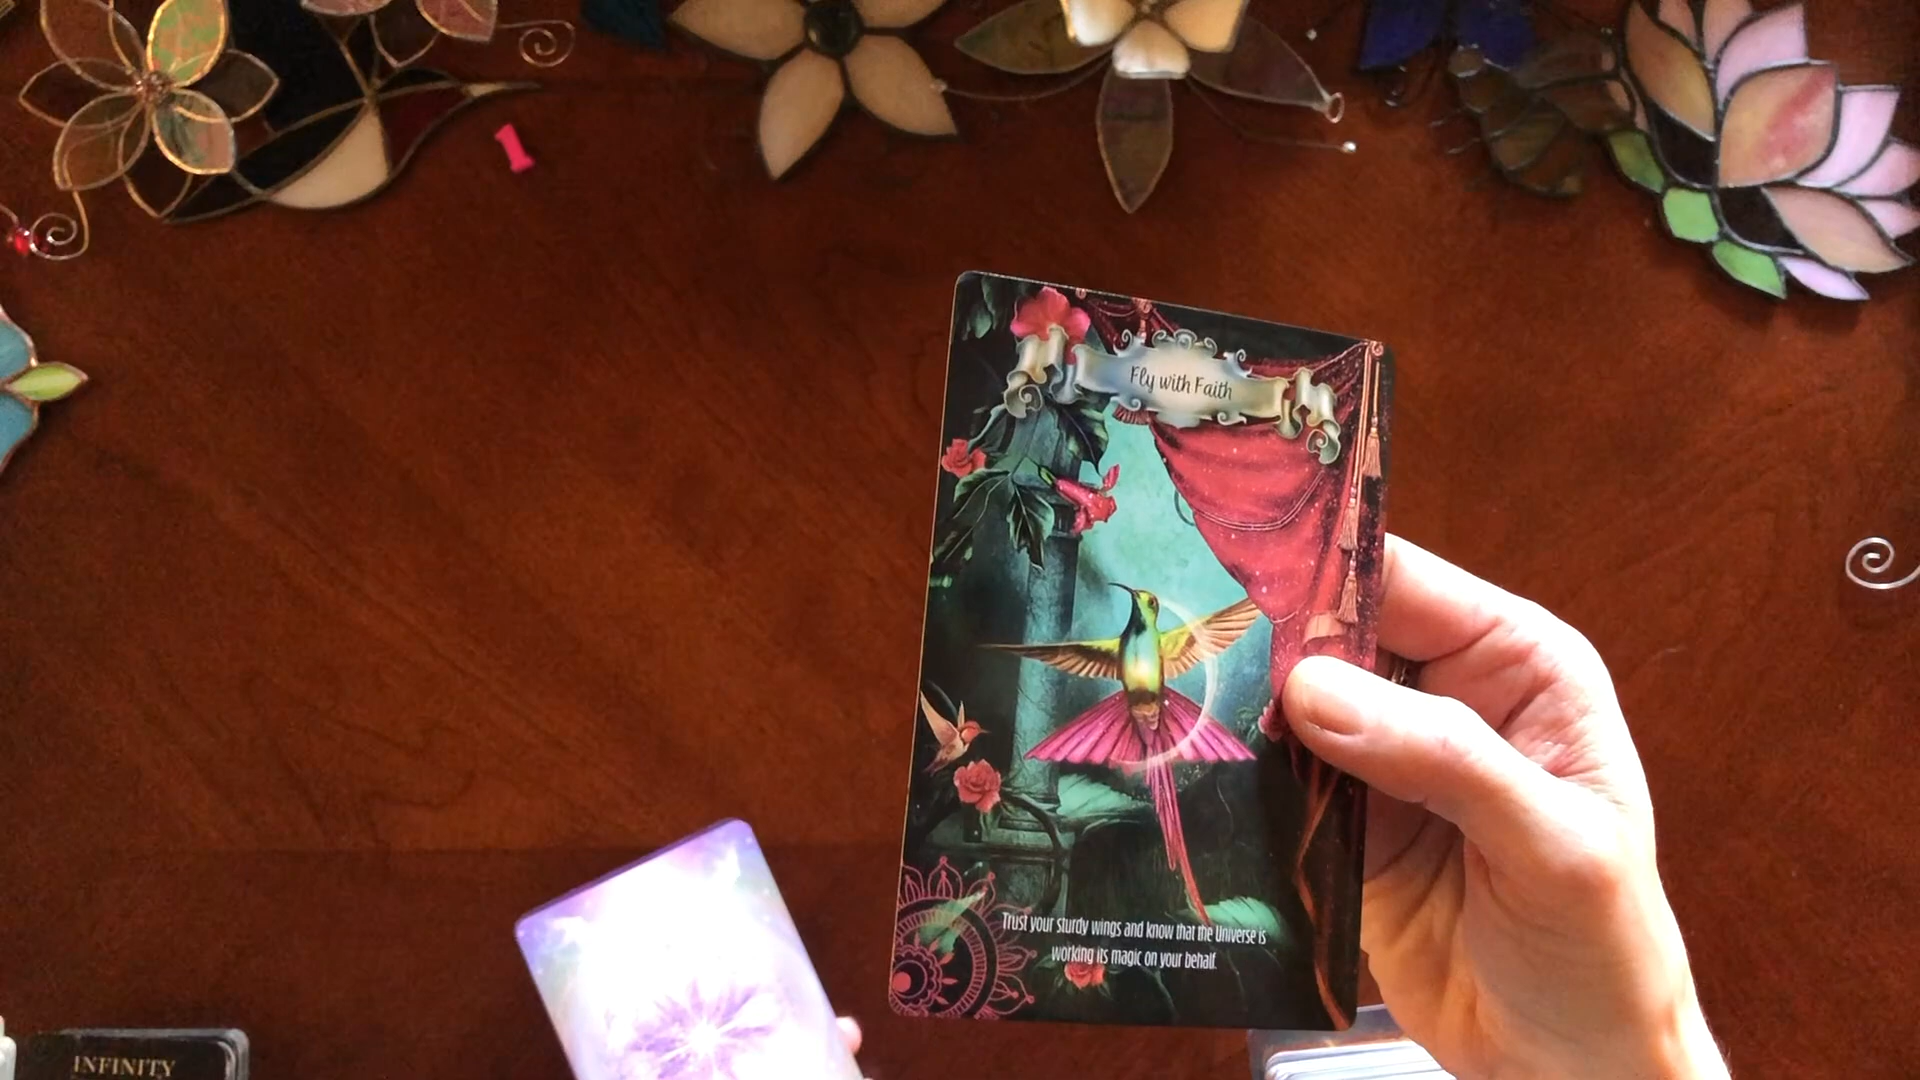 Fly with Faith
Trust your sturdy wings and know that the Universe is
working its magic on your behalf.
INFINITY